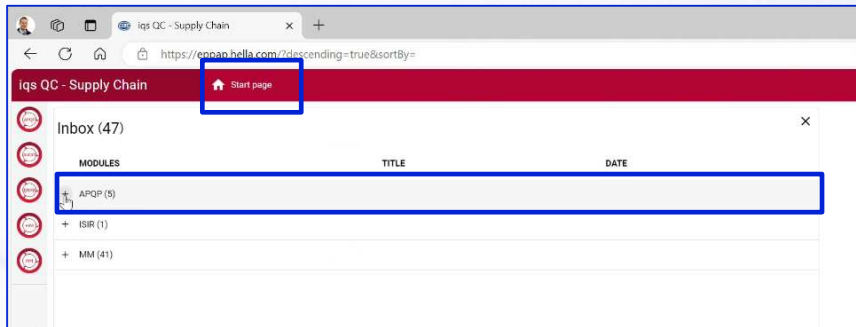 iqs QC - Supply Chain
https://eppap.hella.com/?descending=true&sortBy=
iqs QC - Supply Chain Start page
Inbox (47)
MODULES TITLE DATE
+ APQP (5)
+ ISIR (1)
+ MM (41)